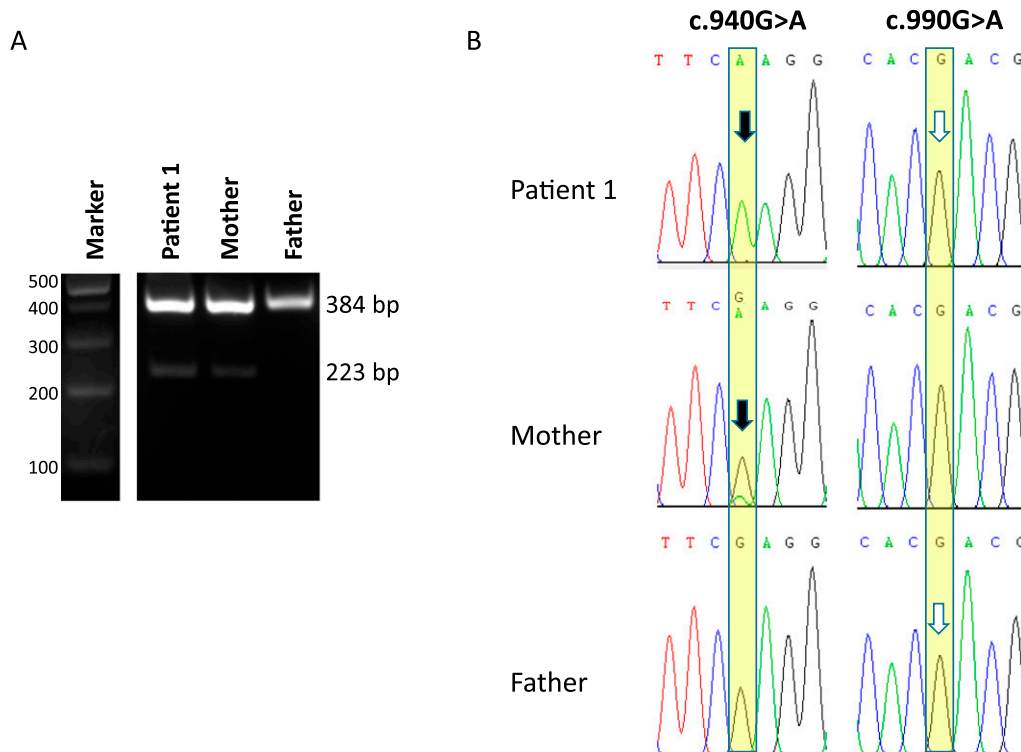 A
Marker
Patient 1
Mother
Father
500
400
300
200
100
384 bp
223 bp
B
c.940G>A
c.990G>A
T T C A A G G
C A C G A C G
Patient 1
T T C G A G G
A
C A C G A C G
Mother
T T C G A G G
C A C G A C G
Father